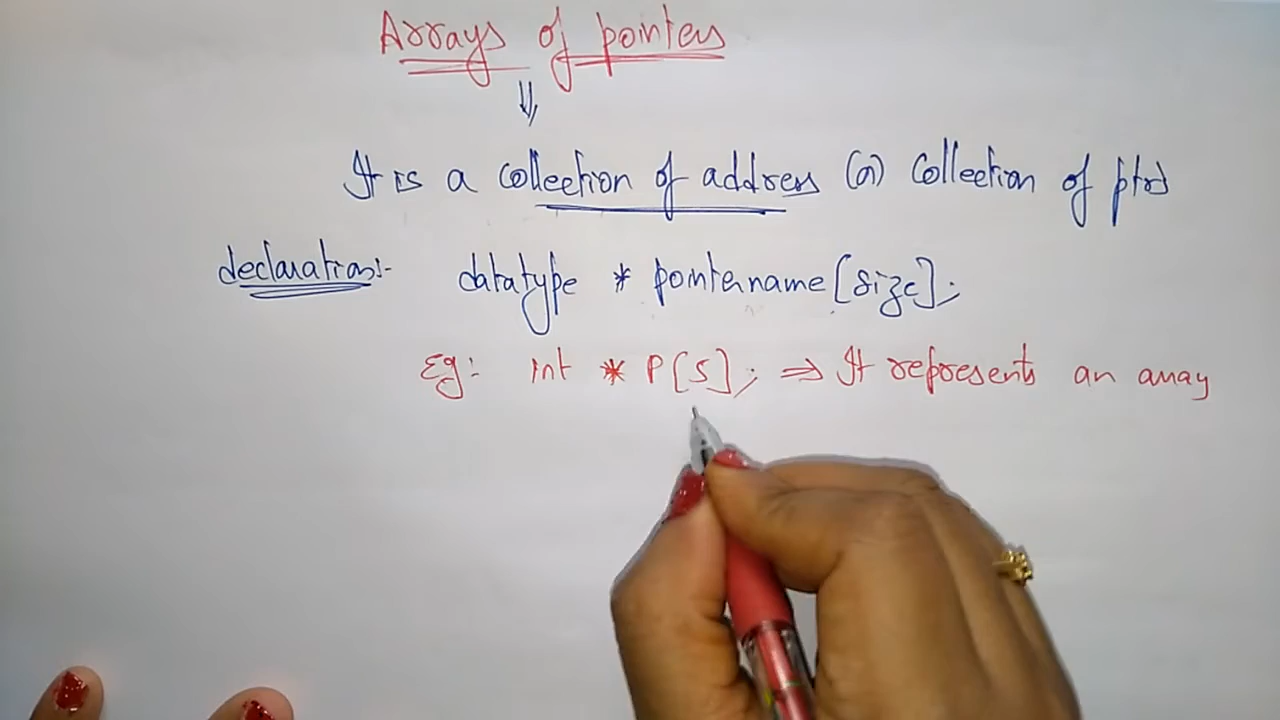 Arrays of pointers
⇓
It is a collection of address (or) collection of ptrs
declaration:- datatype * pointername[size];
Eg: int * P[5]; ⇒ It represents an array